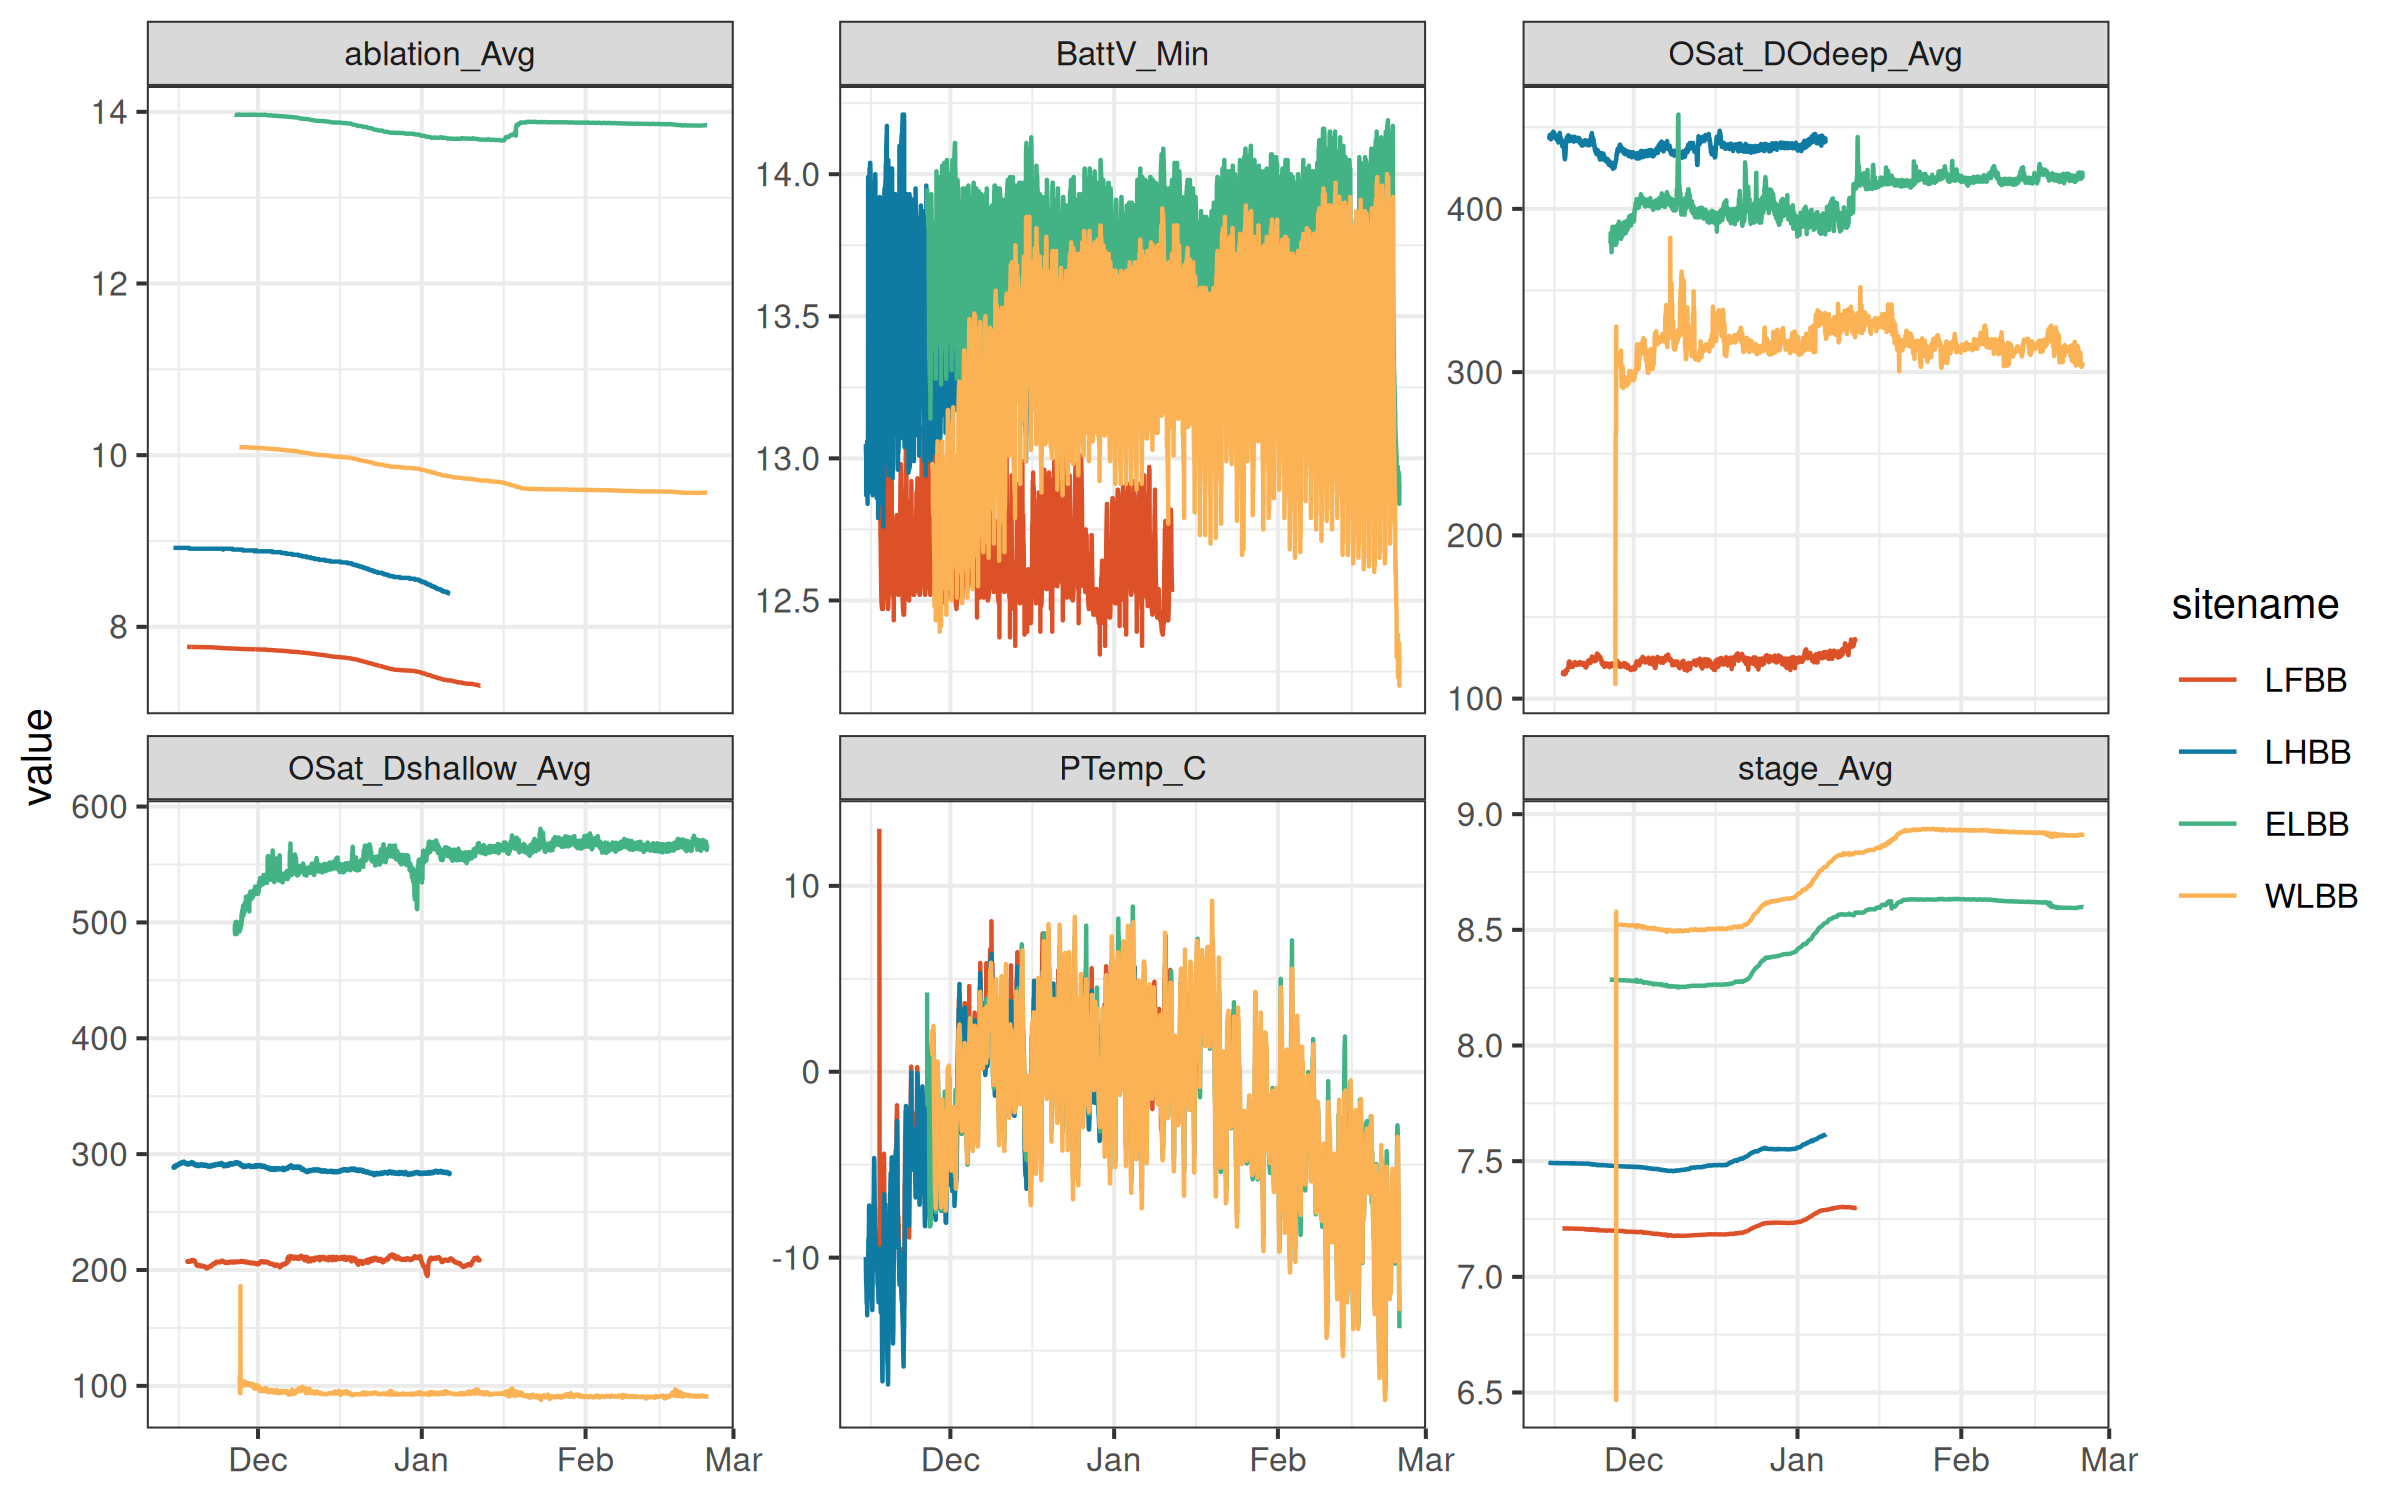 ablation_Avg
BattV_Min
OSat_DOdeep_Avg
14
12
10
8
14.0
13.5
13.0
12.5
400
300
200
100
OSat_Dshallow_Avg
PTemp_C
stage_Avg
600
500
400
300
200
100
10
0
-10
9.0
8.5
8.0
7.5
7.0
6.5
Dec Jan Feb Mar
Dec Jan Feb Mar
Dec Jan Feb Mar
value
sitename
LFBB
LHBB
ELBB
WLBB